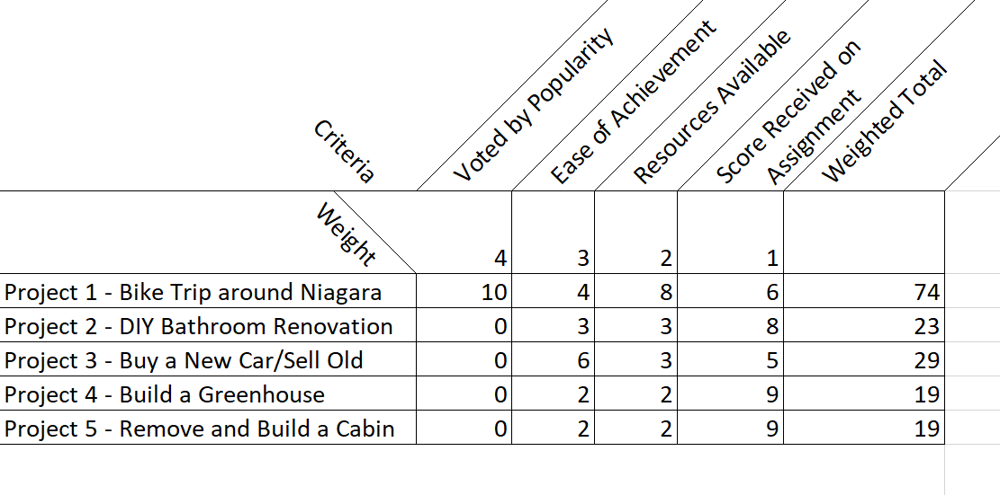 Criteria
Voted by Popularity
Ease of Achievement
Resources Available
Score Received on
Assignment
Weighted Total
Weight
4 3 2 1
Project 1 - Bike Trip around Niagara 10 4 8 6 74
Project 2 - DIY Bathroom Renovation 0 3 3 8 23
Project 3 - Buy a New Car/Sell Old 0 6 3 5 29
Project 4 - Build a Greenhouse 0 2 2 9 19
Project 5 - Remove and Build a Cabin 0 2 2 9 19